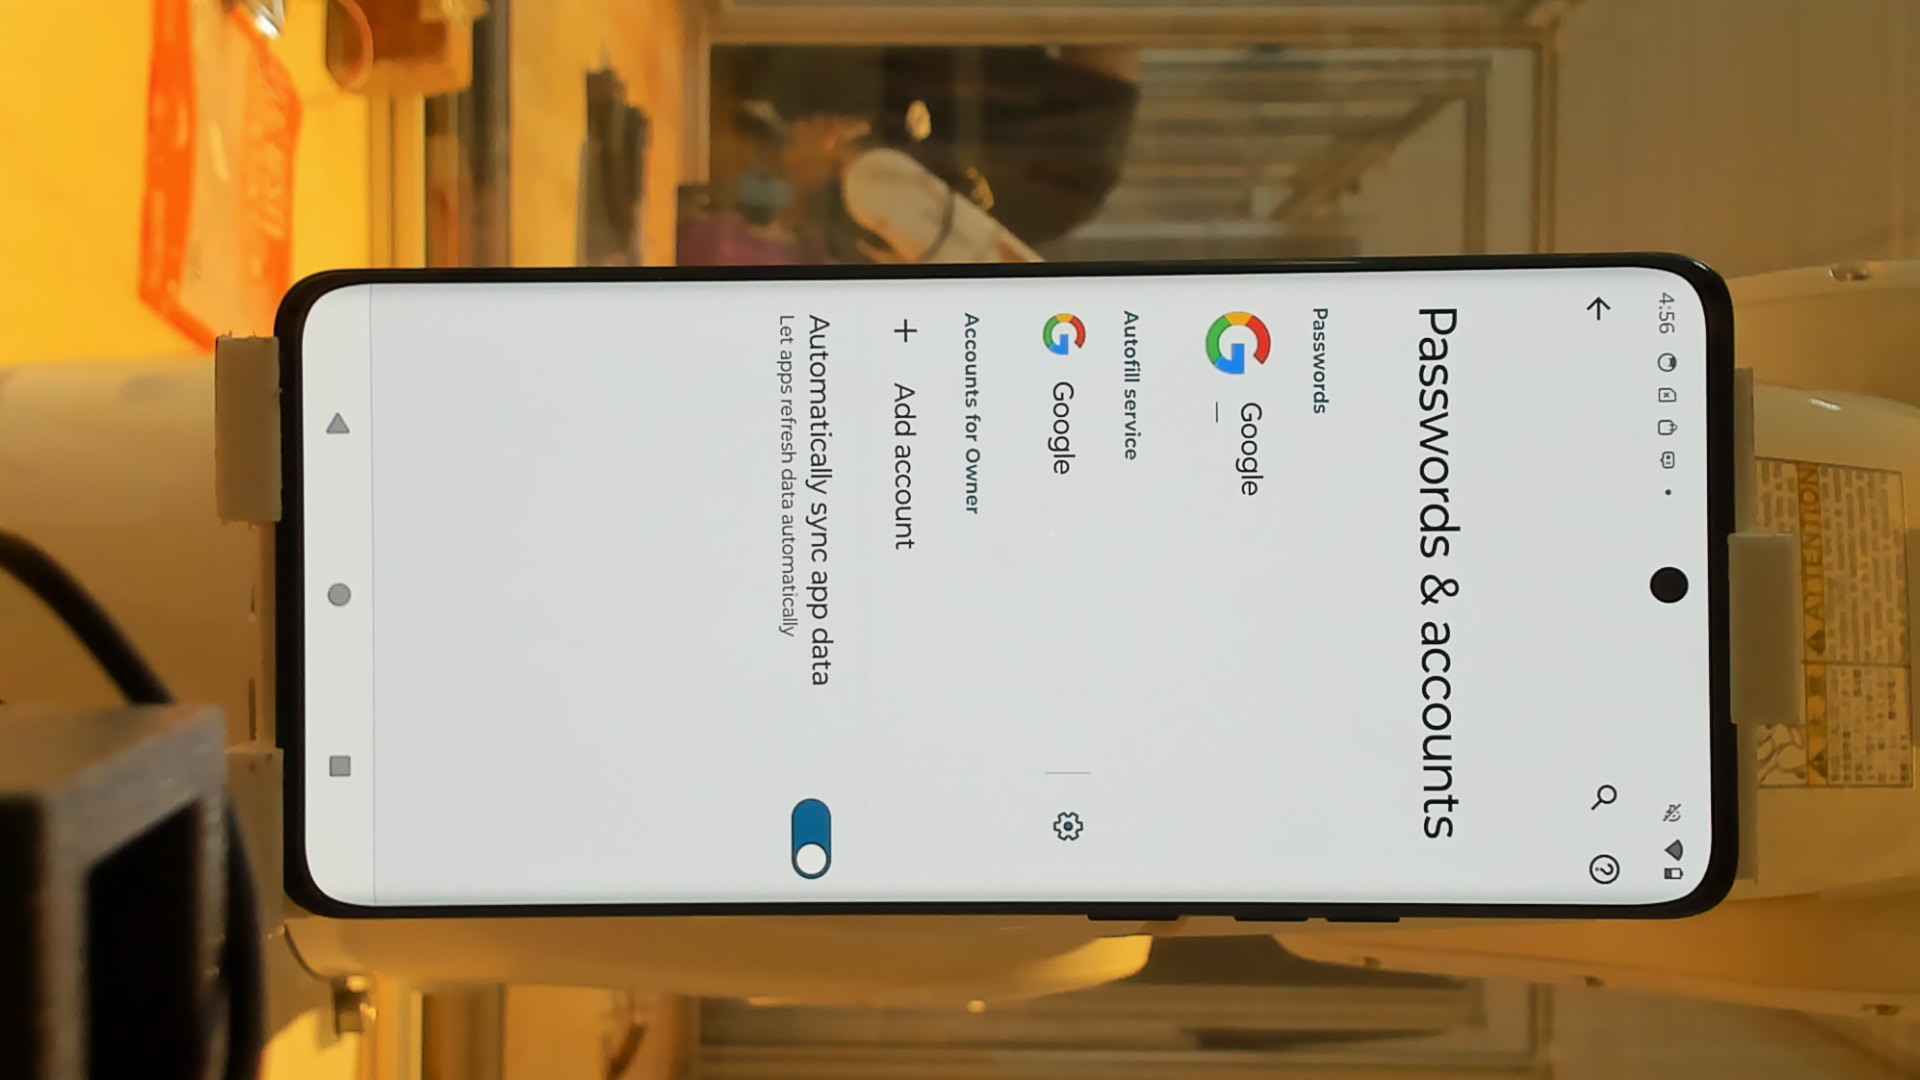 4:56
Passwords & accounts
Passwords
Google
Autofill service
Google
Accounts for Owner
+ Add account
Automatically sync app data
Let apps refresh data automatically
ATTENTION